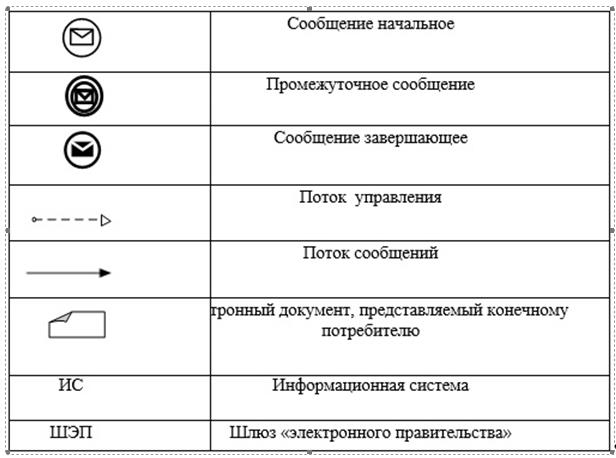 Сообщение начальное
Промежуточное сообщение
Сообщение завершающее
Поток управления
Поток сообщений
тронный документ, представляемый конечному
потребителю
ИС Информационная система
ШЭП Шлюз «электронного правительства»